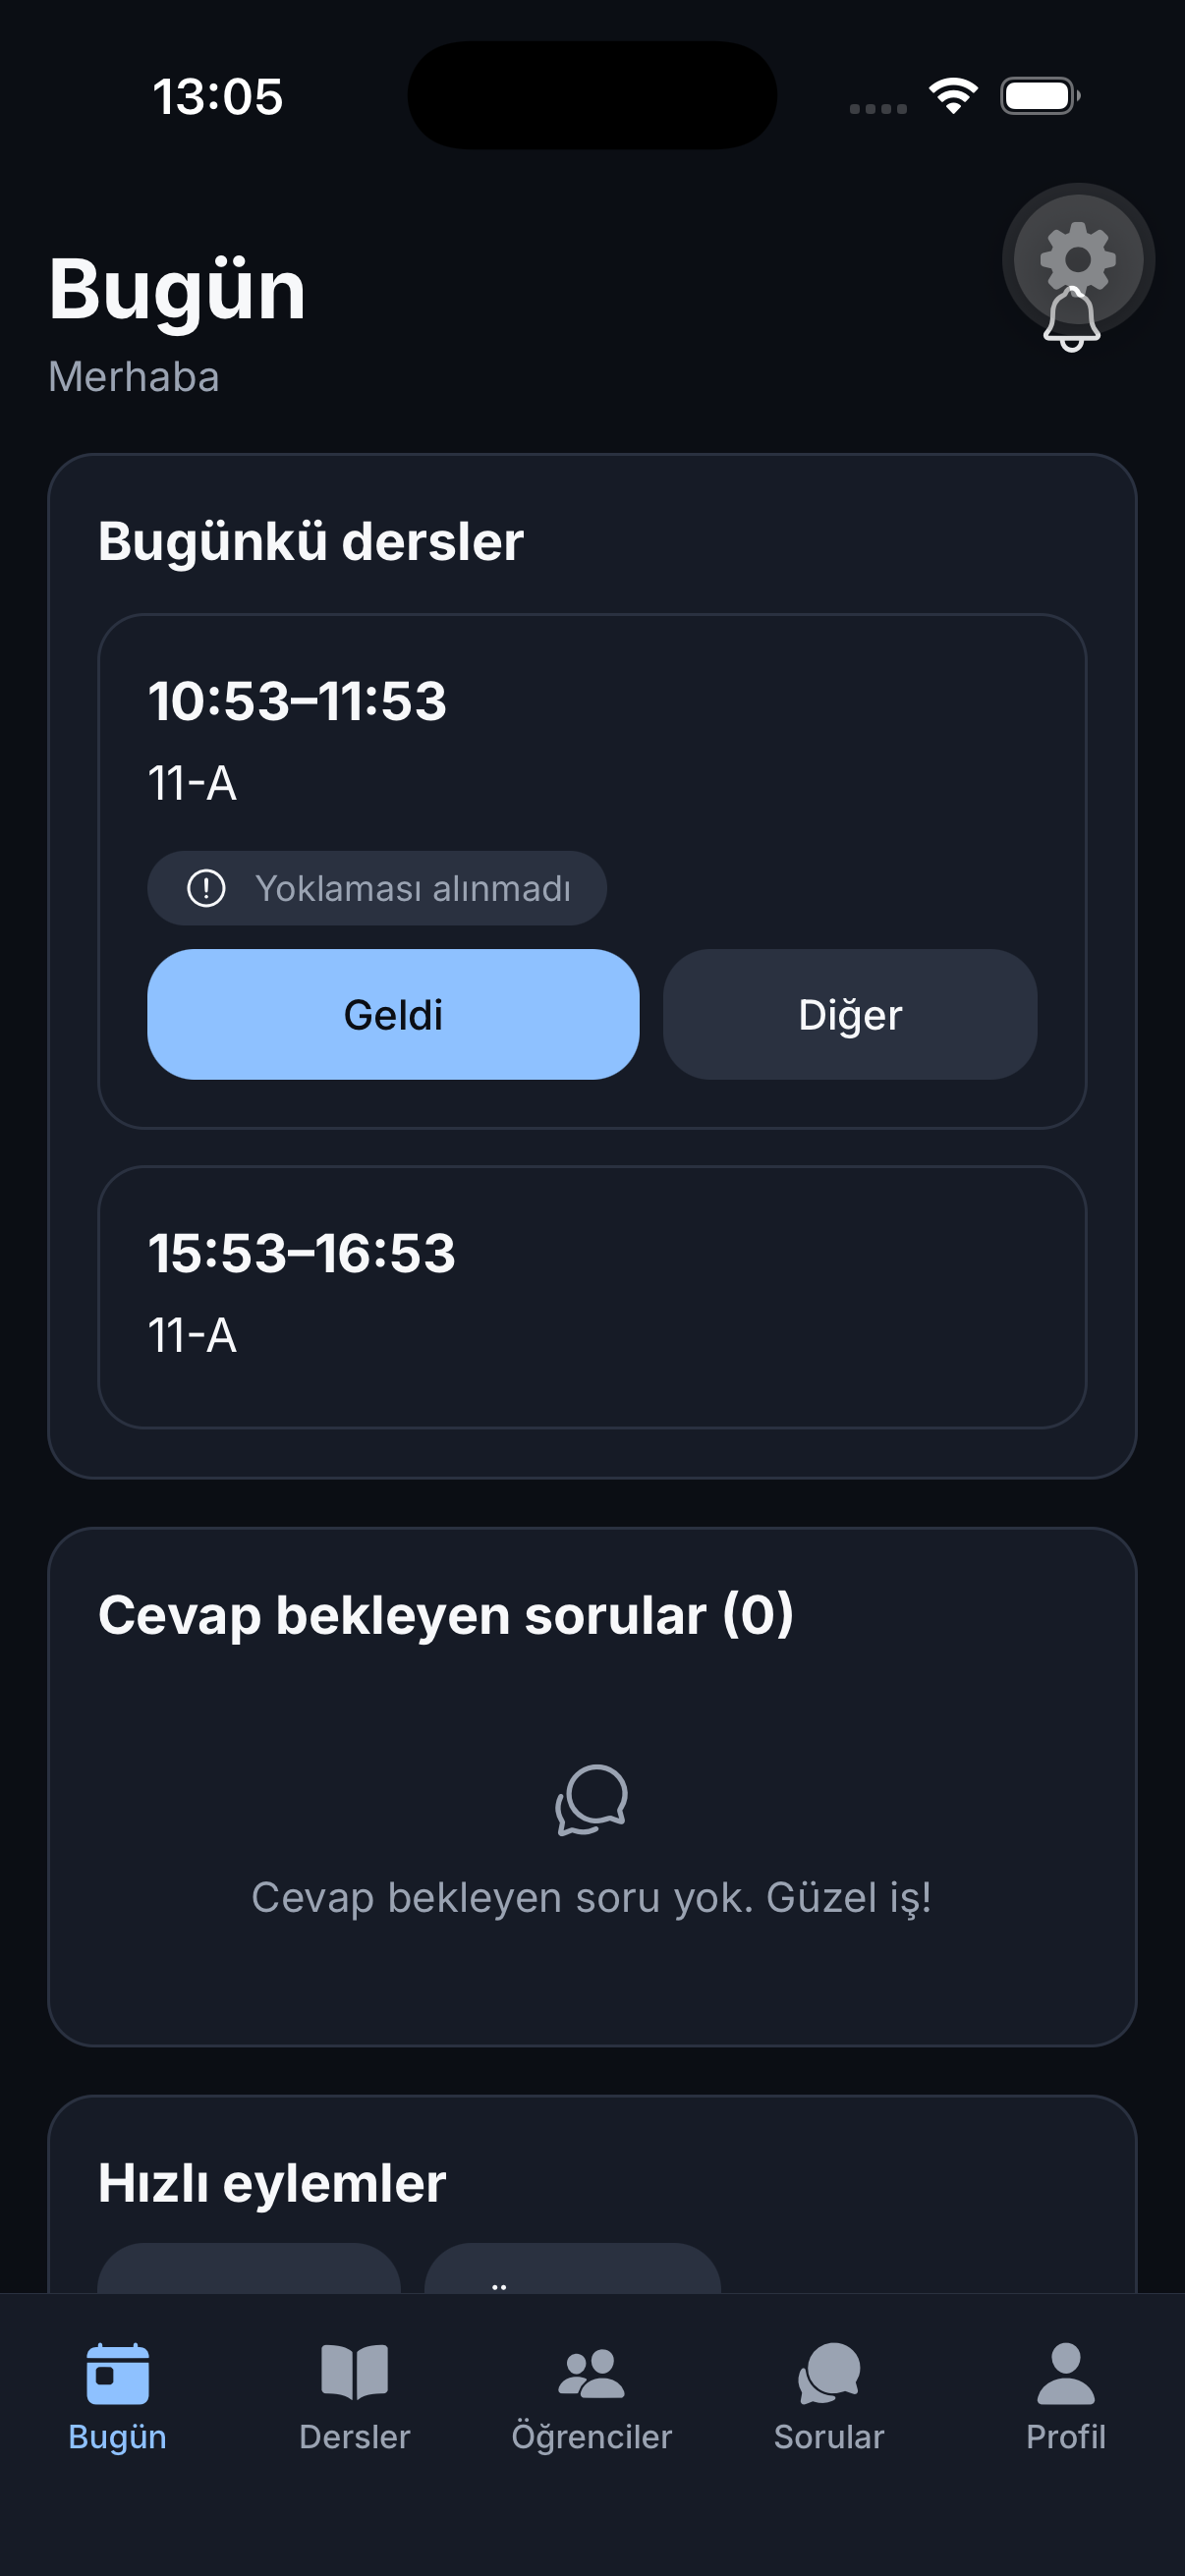 13:05
Bugün
Merhaba
Bugünkü dersler
10:53–11:53
11-A
Yoklaması alınmadı
Geldi
Diğer
15:53–16:53
11-A
Cevap bekleyen sorular (0)
Cevap bekleyen soru yok. Güzel iş!
Hızlı eylemler
Bugün
Dersler
Öğrenciler
Sorular
Profil